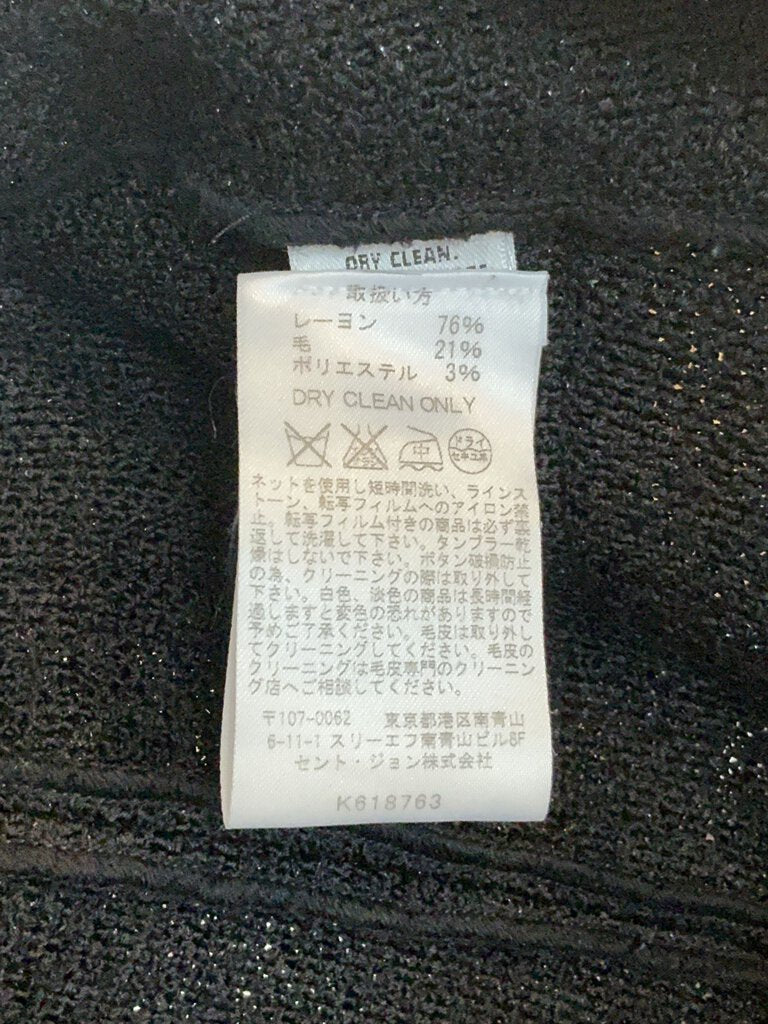 DRY CLEAN.
取扱い方
レーヨン 76%
毛 21%
ポリエステル 3%
DRY CLEAN ONLY
中 ドライ セキユ系
ネットを使用し短時間洗い、ラインス
トーン、転写フィルムへのアイロン禁
止。転写フィルム付きの商品は必ず裏
返して洗濯して下さい。タンブラー乾
燥はしないで下さい。ボタン破損防止
の為、クリーニングの際は取り外して
下さい。白色、淡色の商品は長時間経
過しますと変色の恐れがありますので
予めご了承ください。毛皮は取り外し
てクリーニングしてください。毛皮の
クリーニングは毛皮専門のクリーニン
グ店へご相談してください。
〒107-0062 東京都港区南青山
6-11-1 スリーエフ南青山ビル6F
セント・ジョン株式会社
K618763